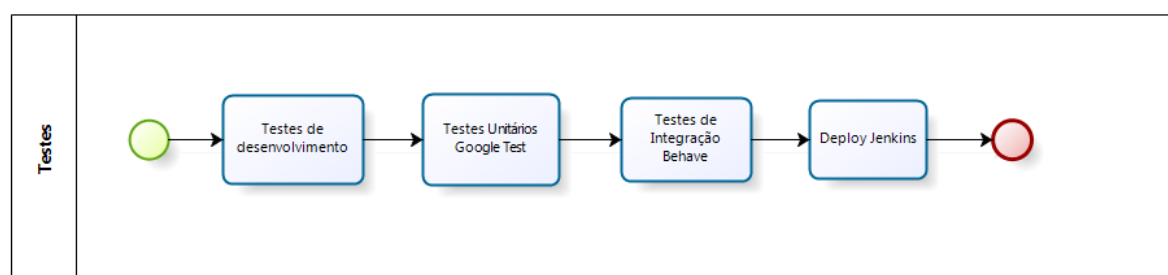 Testes
Testes de
desenvolvimento
Testes Unitários
Google Test
Testes de
Integração
Behave
Deploy Jenkins